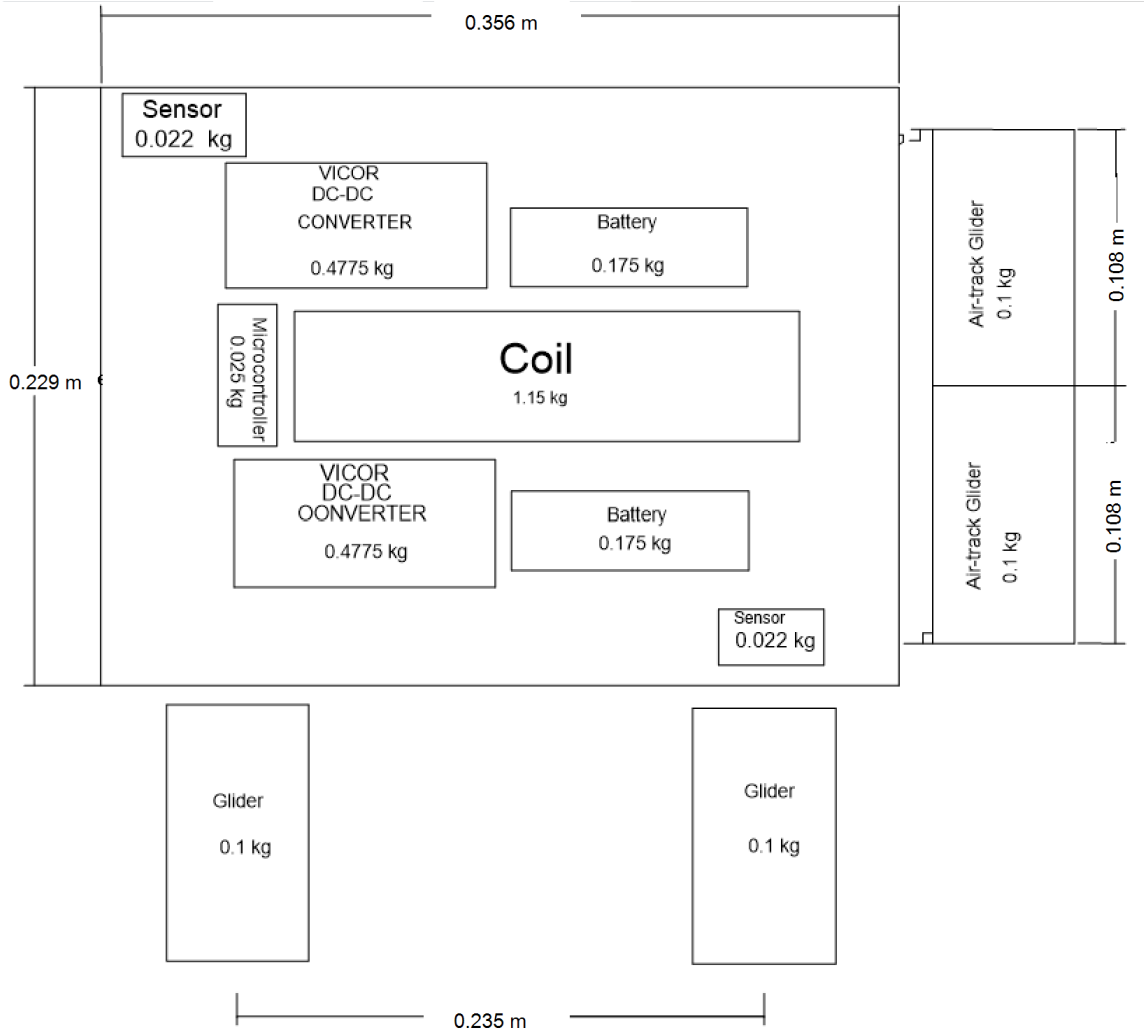 0.356 m
Sensor
0.022 kg
VICOR
DC-DC
CONVERTER
0.4775 kg
Battery
0.175 kg
Air-track Glider
0.1 kg
0.108 m
Microcontroller
0.025 kg
Coil
1.15 kg
0.229 m
VICOR
DC-DC
OONVERTER
0.4775 kg
Battery
0.175 kg
Air-track Glider
0.1 kg
0.108 m
Sensor
0.022 kg
Glider
0.1 kg
Glider
0.1 kg
0.235 m